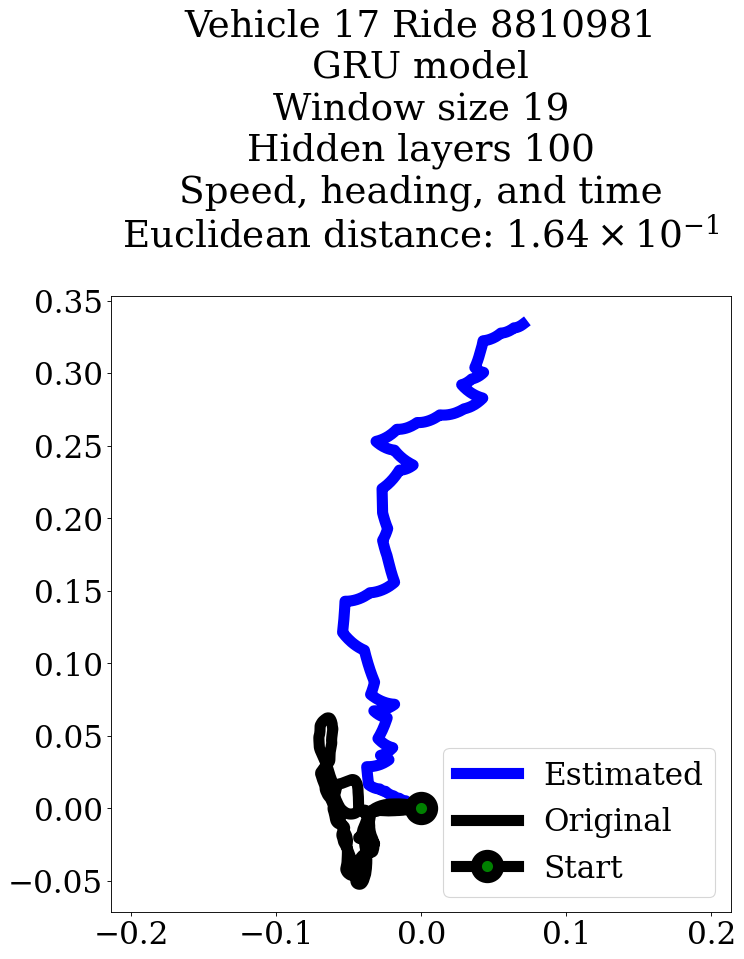 Vehicle 17 Ride 8810981
GRU model
Window size 19
Hidden layers 100
Speed, heading, and time
Euclidean distance: 1.64 × 10⁻¹
0.35
0.30
0.25
0.20
0.15
0.10
0.05
0.00
−0.05
−0.2 −0.1 0.0 0.1 0.2
Estimated
Original
Start